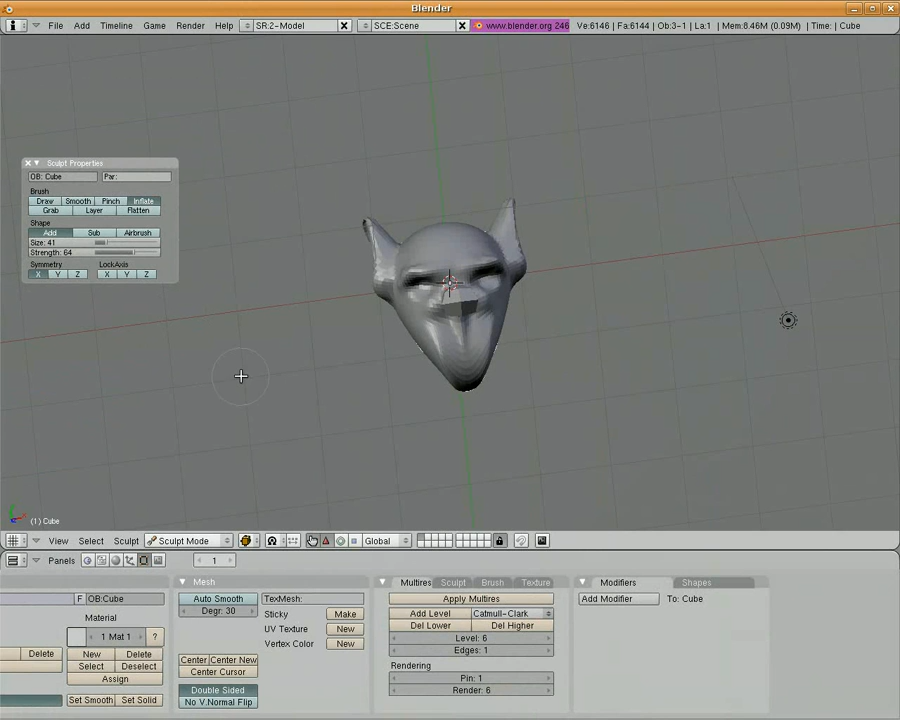 Blender
File Add Timeline Game Render Help SR:2-Model SCE:Scene www.blender.org 246 Ve:6146 | Fa:6144 | Ob:3-1 | La:1 | Mem:8.46M (0.09M) | Time: | Cube
Sculpt Properties
OB: Cube Par:
Brush
Draw Smooth Pinch Inflate
Grab Layer Flatten
Shape
Add Sub Airbrush
Size: 41
Strength: 64
Symmetry LockAxis
X Y Z X Y Z
(1) Cube
View Select Sculpt Sculpt Mode Global
Panels 1
Mesh Multires Sculpt Brush Texture Modifiers Shapes
F OB:Cube Auto Smooth TexMesh: Apply Multires Add Modifier To: Cube
Degr: 30 Sticky Make Add Level Catmull-Clark
Material UV Texture New Del Lower Del Higher
1 Mat 1 ? Vertex Color New Level: 6
Edges: 1
Delete New Delete Center Center New Rendering
Select Deselect Center Cursor Pin: 1
Assign Double Sided Render: 6
Set Smooth Set Solid No V.Normal Flip